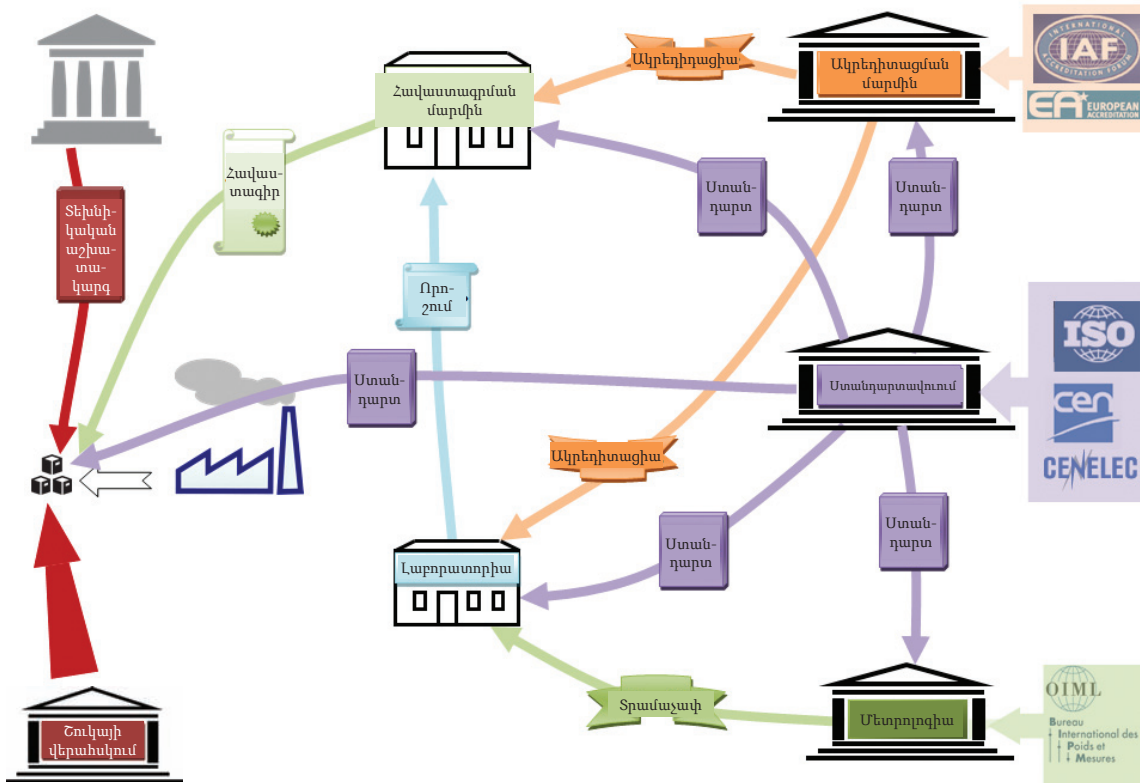 Ակրեդիդացիա
Ակրեդիտացման
մարմին
INTERNATIONAL
IAF
ACCREDITATION FORUM
EA
EUROPEAN
ACCREDITATION
Հավաստագրման
մարմին
Հավաս-
տագիր
Ստան-
դարտ
Ստան-
դարտ
Տեխնի-
կական
աշխա-
տա-
կարգ
Որո-
շում
ISO
Ստան-
դարտ
Ստանդարտավուում
cen
CENELEC
Ակրեդիտացիա
Ստան-
դարտ
Ստան-
դարտ
Լաբորատորիա
Տրամաչափ
Մետրոլոգիա
OIML
Bureau
International des
Poids et
Mesures
Շուկայի
վերահսկում